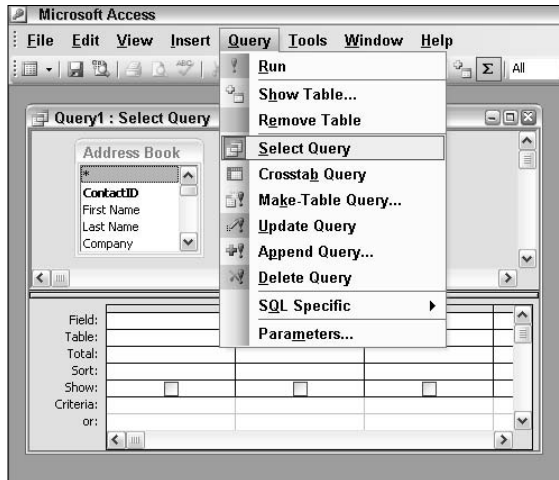 Microsoft Access
File Edit View Insert Query Tools Window Help
Σ All
Run
Show Table...
Remove Table
Select Query
Crosstab Query
Make-Table Query...
Update Query
Append Query...
Delete Query
SQL Specific
Parameters...
Query1 : Select Query
Address Book
*
ContactID
First Name
Last Name
Company
Field:
Table:
Total:
Sort:
Show:
Criteria:
or: